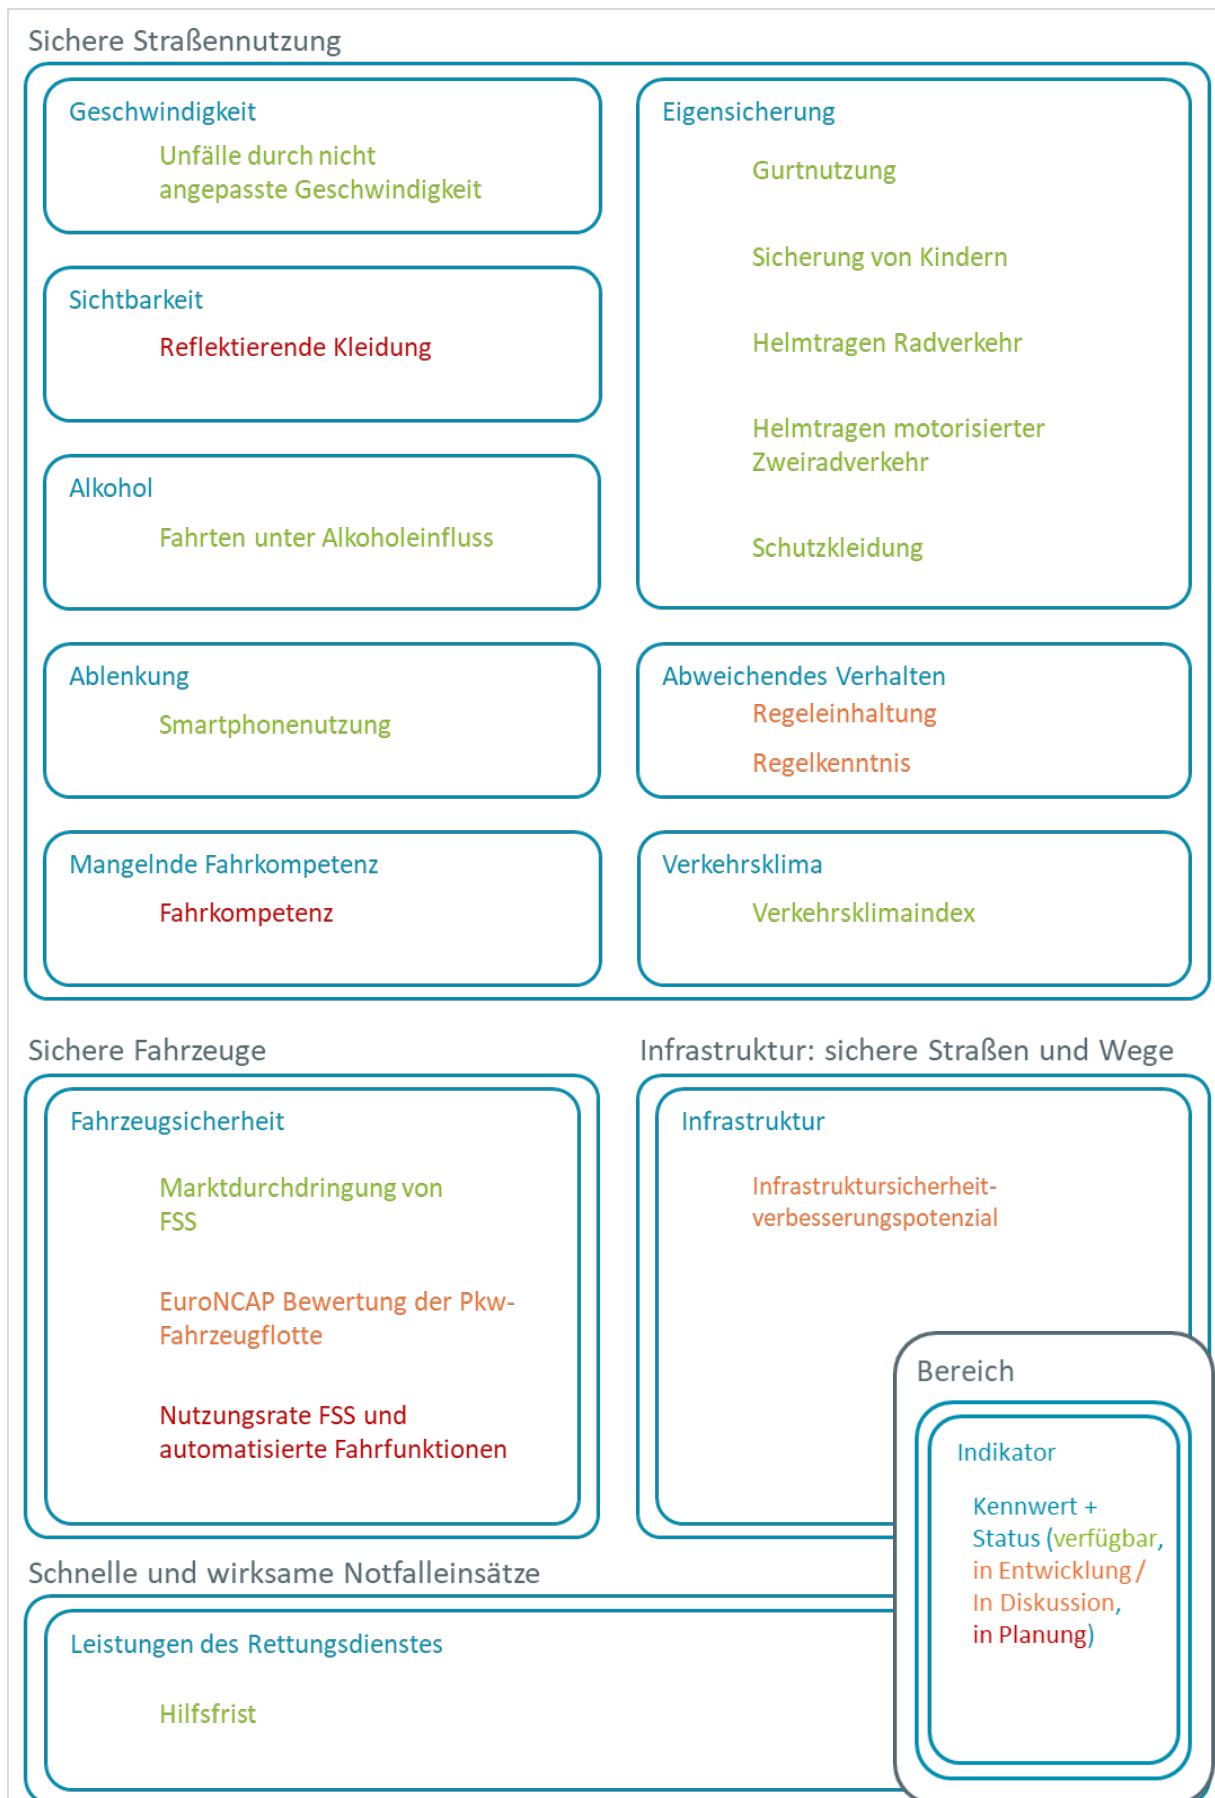 Sichere Straßennutzung
Geschwindigkeit
Unfälle durch nicht
angepasste Geschwindigkeit
Sichtbarkeit
Reflektierende Kleidung
Alkohol
Fahrten unter Alkoholeinfluss
Ablenkung
Smartphonenutzung
Mangelnde Fahrkompetenz
Fahrkompetenz
Eigensicherung
Gurtnutzung
Sicherung von Kindern
Helmtragen Radverkehr
Helmtragen motorisierter
Zweiradverkehr
Schutzkleidung
Abweichendes Verhalten
Regeleinhaltung
Regelkenntnis
Verkehrsklima
Verkehrsklimaindex
Sichere Fahrzeuge
Fahrzeugsicherheit
Marktdurchdringung von
FSS
EuroNCAP Bewertung der Pkw-
Fahrzeugflotte
Nutzungsrate FSS und
automatisierte Fahrfunktionen
Infrastruktur: sichere Straßen und Wege
Infrastruktur
Infrastruktursicherheit-
verbesserungspotenzial
Schnelle und wirksame Notfalleinsätze
Leistungen des Rettungsdienstes
Hilfsfrist
Bereich
Indikator
Kennwert +
Status (verfügbar,
in Entwicklung /
In Diskussion,
in Planung)